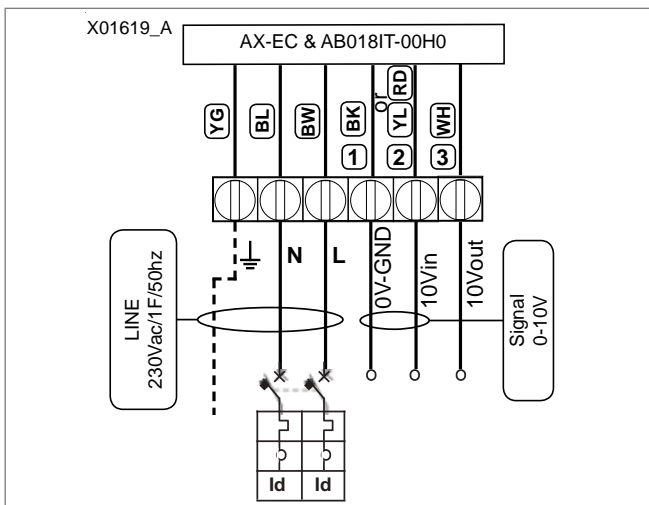 X01619_A
AX-EC & AB018IT-00H0
YG
BL
BW
BK
or
YL
RD
WH
1
2
3
N
L
0V-GND
10Vin
10Vout
LINE
230Vac/1F/50hz
Signal
0-10V
Id
Id